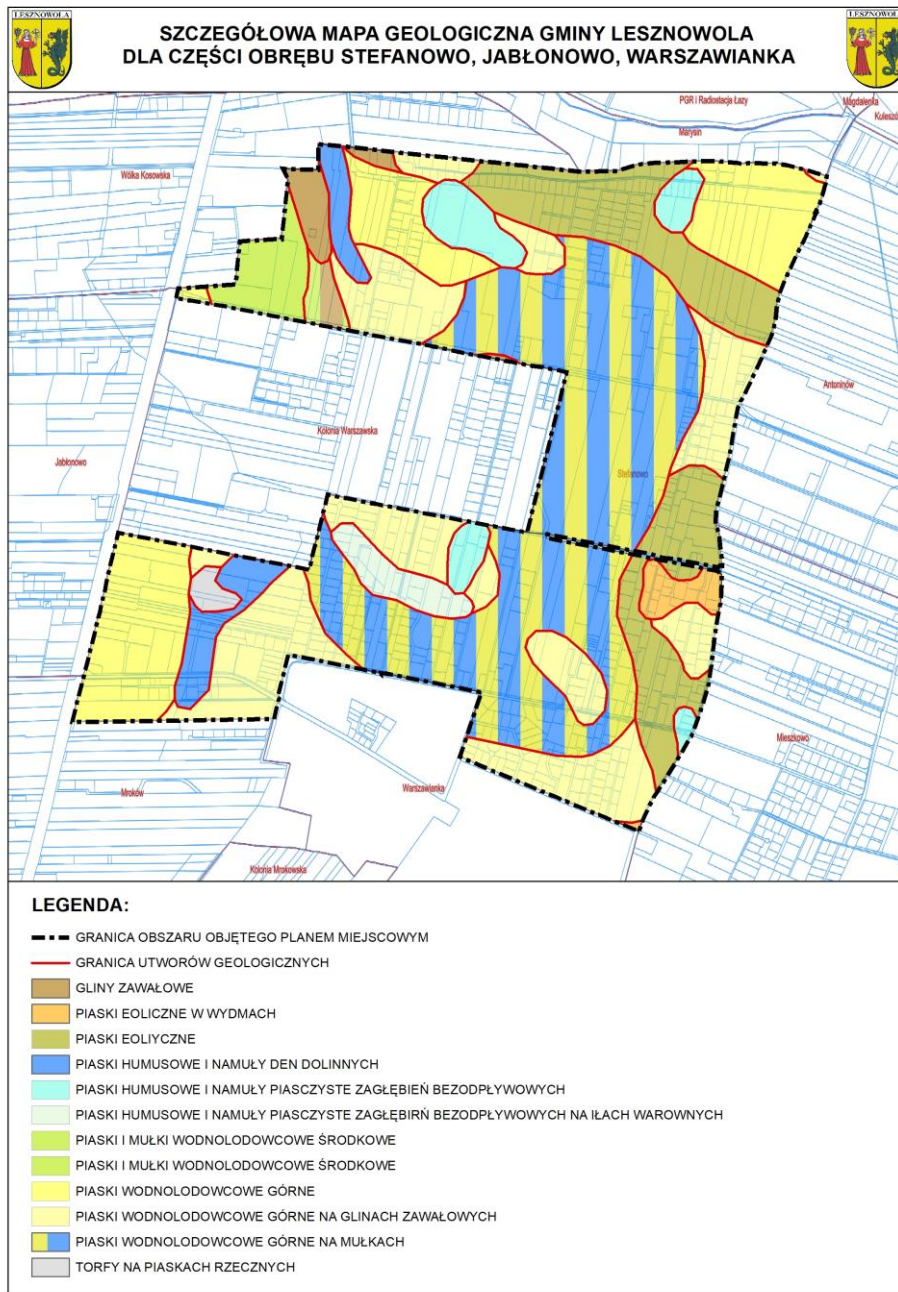 LESZNOWOLA
SZCZEGÓŁOWA MAPA GEOLOGICZNA GMINY LESZNOWOLA
DLA CZĘŚCI OBRĘBU STEFANOWO, JABŁONOWO, WARSZAWIANKA
LESZNOWOLA
PGR i Radiostacja Łazy
Magdalenka
Marysin
Wólka Kosowska
Antoninów
Kolonia Warszawska
Jabłonowo
Stefanowo
Mieszkowo
Mroków
Warszawianka
Kolonia Mrokowska
LEGENDA:
GRANICA OBSZARU OBJĘTEGO PLANEM MIEJSCOWYM
GRANICA UTWORÓW GEOLOGICZNYCH
GLINY ZAWAŁOWE
PIASKI EOLICZNE W WYDMACH
PIASKI EOLIYCZNE
PIASKI HUMUSOWE I NAMUŁY DEN DOLINNYCH
PIASKI HUMUSOWE I NAMUŁY PIASCZYSTE ZAGŁĘBIEŃ BEZODPŁYWOWYCH
PIASKI HUMUSOWE I NAMUŁY PIASCZYSTE ZAGŁĘBIRŃ BEZODPŁYWOWYCH NA IŁACH WAROWNYCH
PIASKI I MUŁKI WODNOLODOWCOWE ŚRODKOWE
PIASKI I MUŁKI WODNOLODOWCOWE ŚRODKOWE
PIASKI WODNOLODOWCOWE GÓRNE
PIASKI WODNOLODOWCOWE GÓRNE NA GLINACH ZAWAŁOWYCH
PIASKI WODNOLODOWCOWE GÓRNE NA MUŁKACH
TORFY NA PIASKACH RZECZNYCH